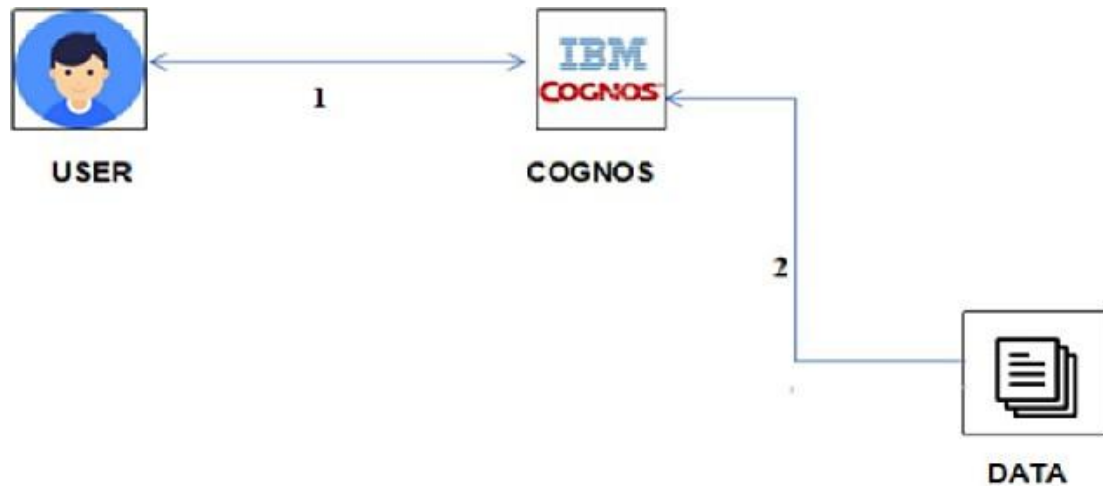 IBM
COGNOS
1
USER
COGNOS
2
DATA